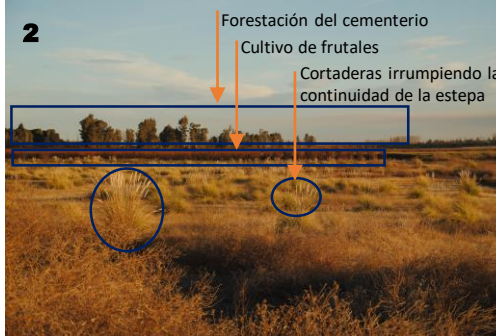 2
Forestación del cementerio
Cultivo de frutales
Cortaderas irrumpiendo la
continuidad de la estepa